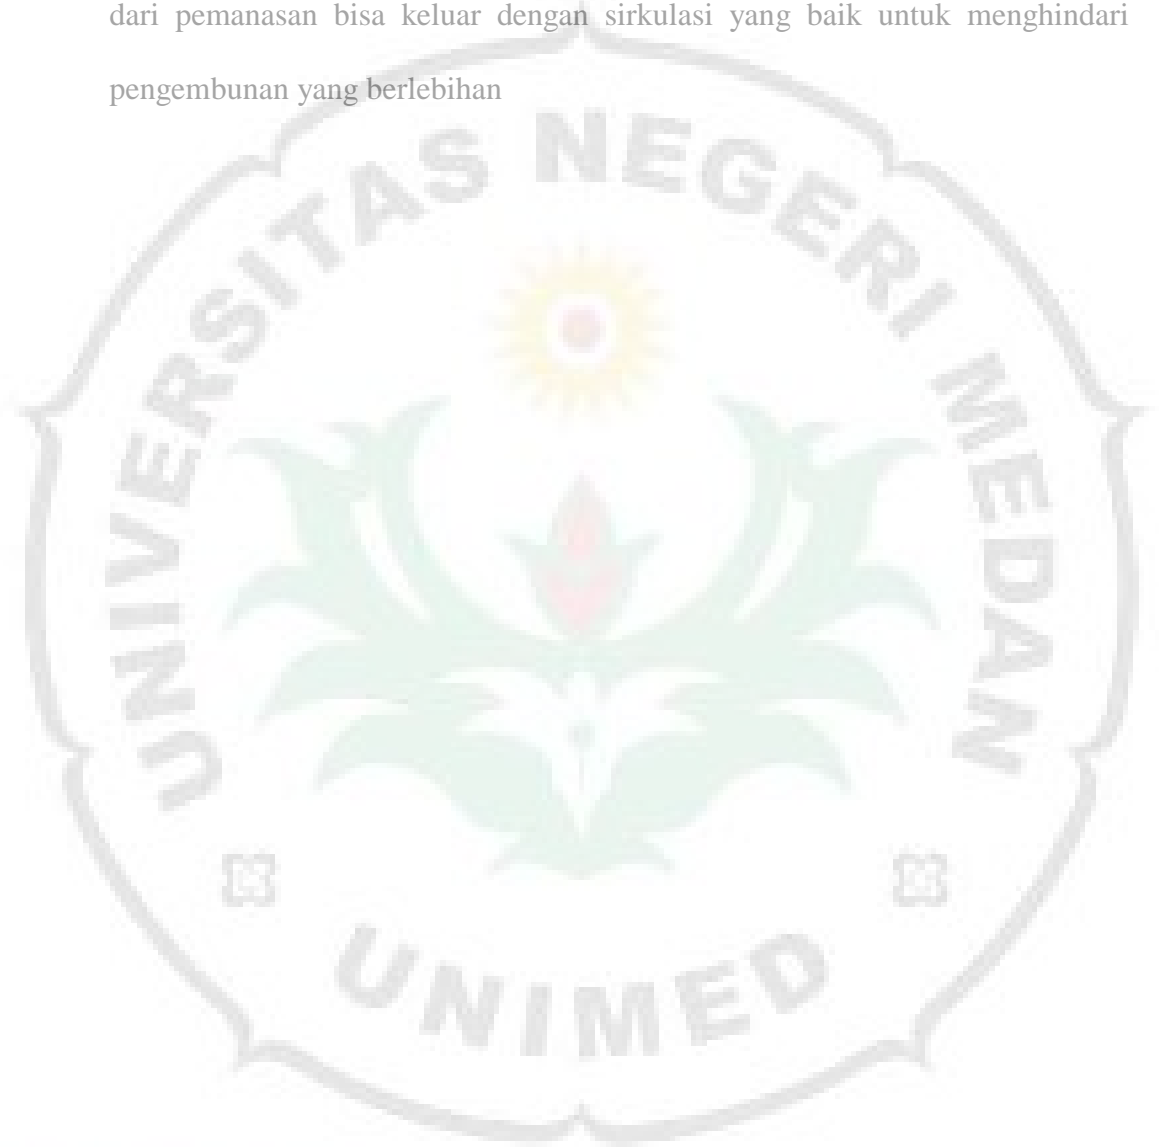 dari pemanasan bisa keluar dengan sirkulasi yang baik untuk menghindari
pengembunan yang berlebihan
UNIVERSITAS NEGERI MEDAN
UNIMED